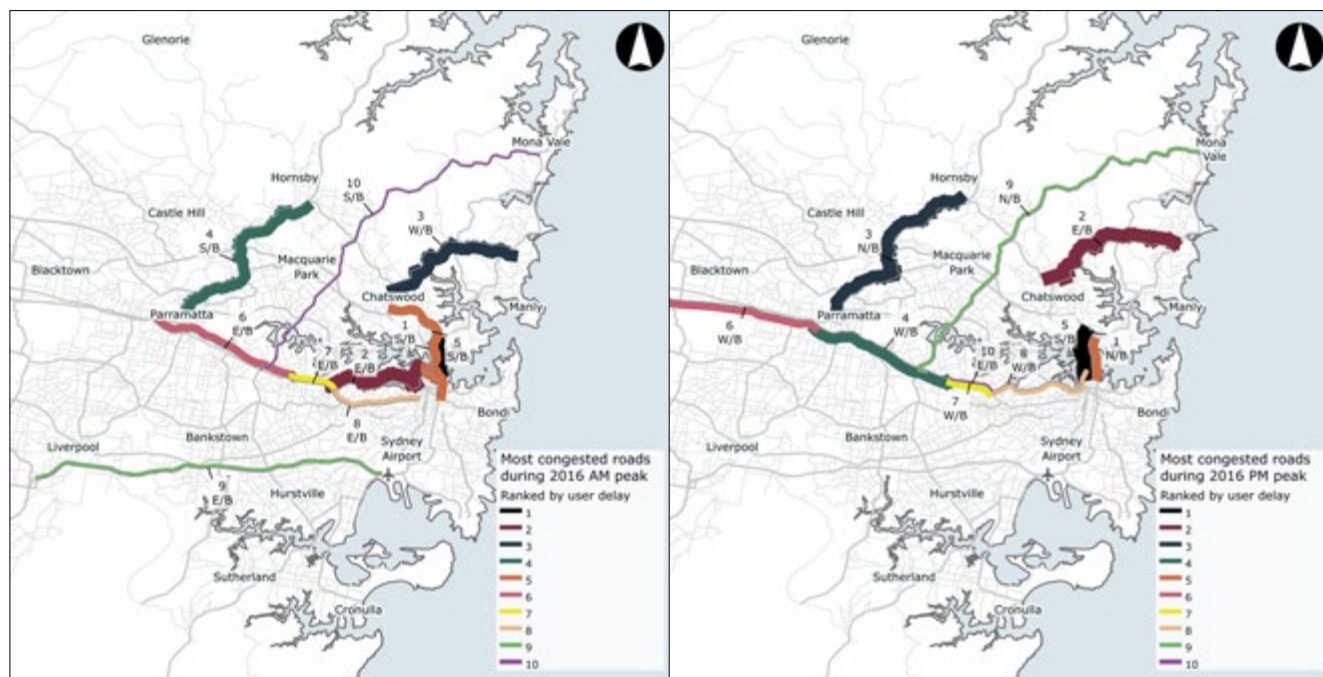 Glenorie
Mona Vale
Hornsby
10
S/B
Castle Hill
3
W/B
4
S/B
Macquarie
Park
Blacktown
Chatswood
Manly
Parramatta
6
E/B
1
S/B
5
S/B
7
E/B
2
E/B
Bondi
8
E/B
Bankstown
Liverpool
Sydney
Airport
9
E/B
Hurstville
Sutherland
Cronulla
Most congested roads
during 2016 AM peak
Ranked by user delay
1
2
3
4
5
6
7
8
9
10
Glenorie
Mona
Vale
Hornsby
9
N/B
Castle Hill
2
E/B
3
N/B
Macquarie
Park
Blacktown
Chatswood
Manly
Parramatta
6
W/B
4
W/B
5
S/B
1
N/B
10
E/B
8
W/B
7
W/B
Bondi
Bankstown
Liverpool
Sydney
Airport
Hurstville
Sutherland
Cronulla
Most congested roads
during 2016 PM peak
Ranked by user delay
1
2
3
4
5
6
7
8
9
10